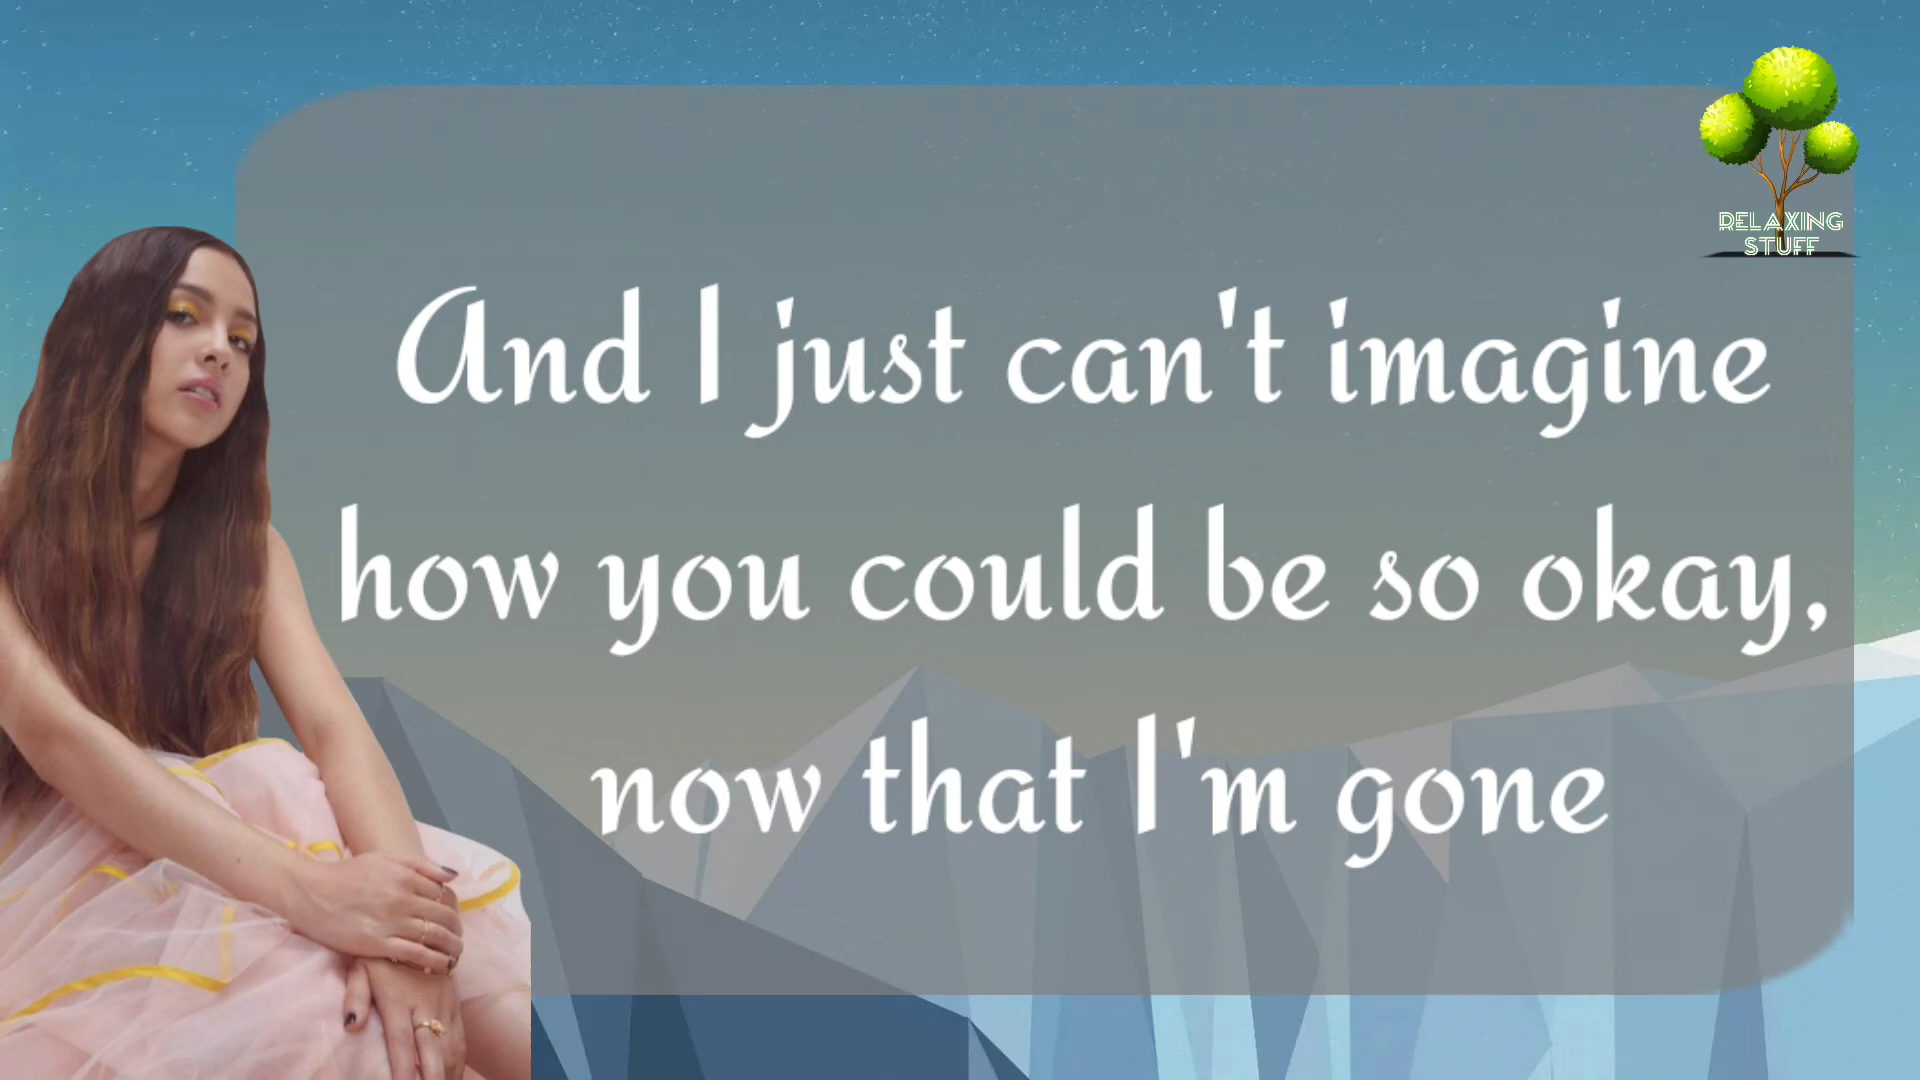 RELAXING
STUFF
And I just can't imagine
how you could be so okay,
now that I'm gone